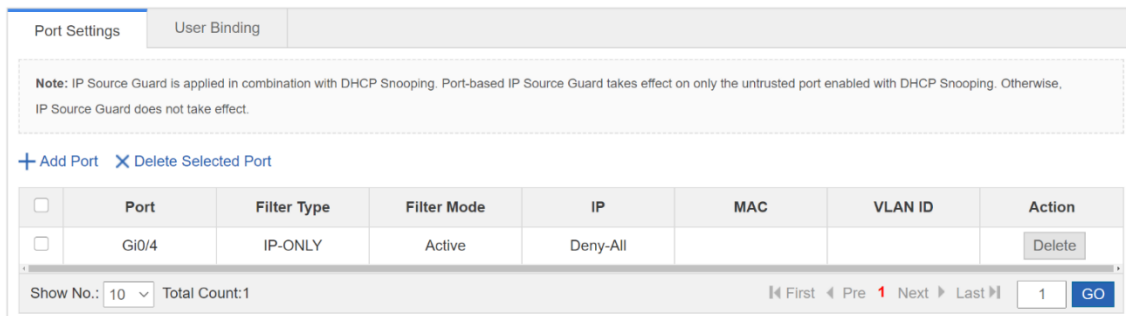 Port Settings User Binding
Note: IP Source Guard is applied in combination with DHCP Snooping. Port-based IP Source Guard takes effect on only the untrusted port enabled with DHCP Snooping. Otherwise,
IP Source Guard does not take effect.
Add Port Delete Selected Port
Port Filter Type Filter Mode IP MAC VLAN ID Action
Gi0/4 IP-ONLY Active Deny-All Delete
Show No.: 10 Total Count:1 First Pre 1 Next Last 1 GO